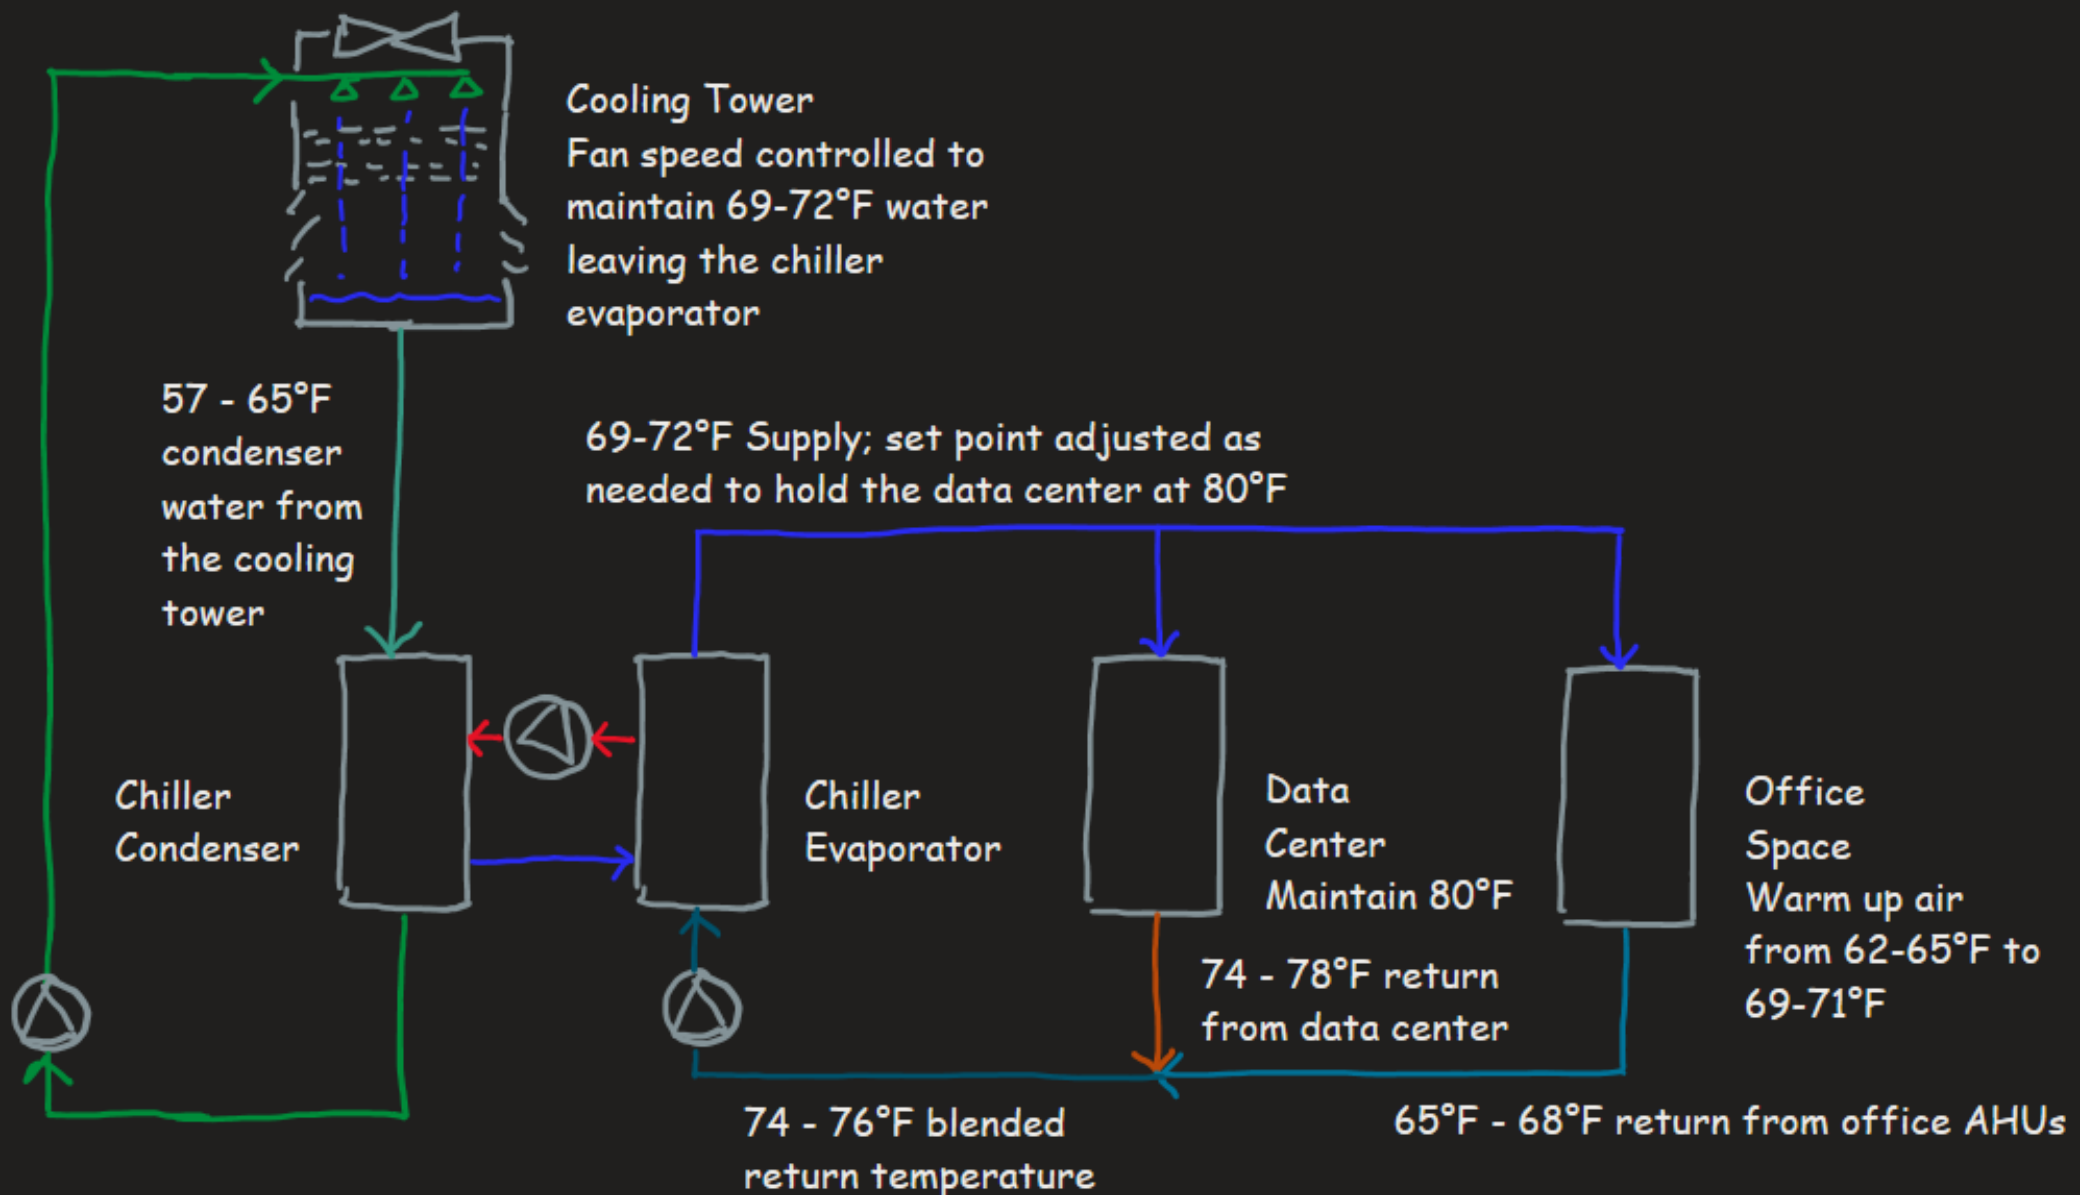 Cooling Tower
Fan speed controlled to
maintain 69-72°F water
leaving the chiller
evaporator
57 - 65°F
condenser
water from
the cooling
tower
69-72°F Supply; set point adjusted as
needed to hold the data center at 80°F
Chiller
Condenser
Chiller
Evaporator
Data
Center
Maintain 80°F
Office
Space
Warm up air
from 62-65°F to
69-71°F
74 - 78°F return
from data center
74 - 76°F blended
return temperature
65°F - 68°F return from office AHUs